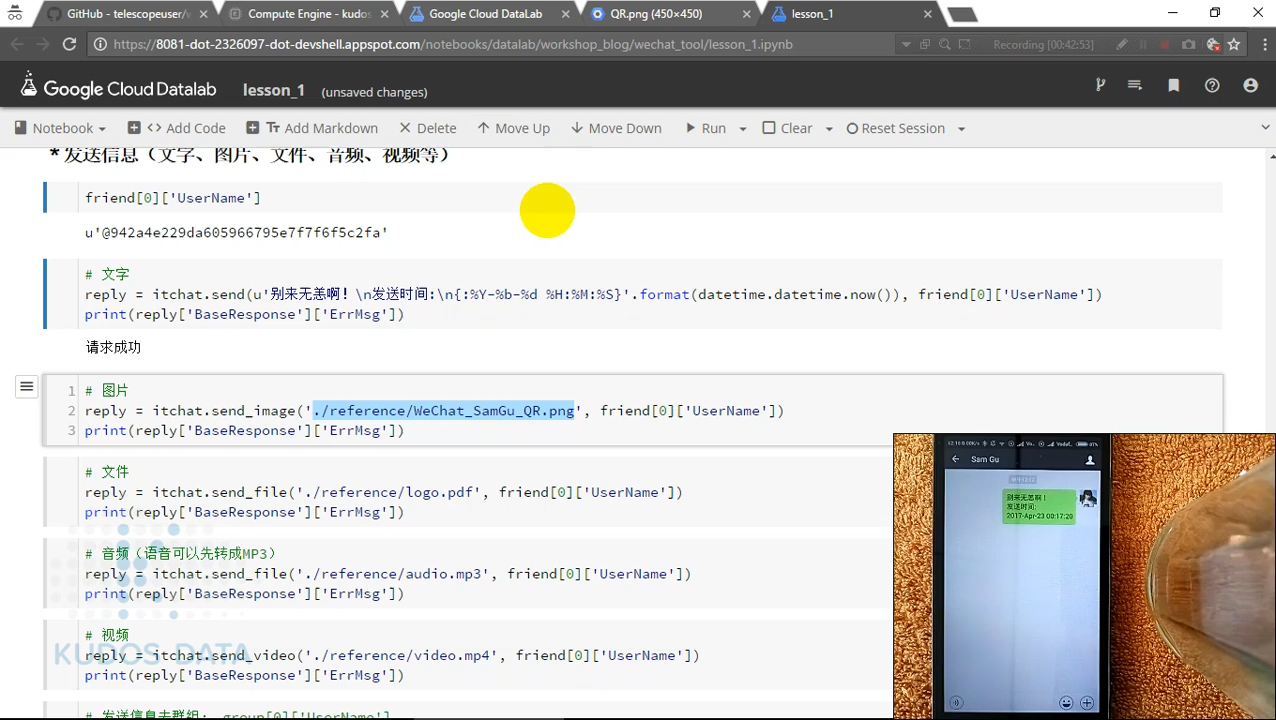 GitHub - telescopeuser/
Compute Engine - kudos
Google Cloud DataLab
QR.png (450×450)
lesson_1
https://8081-dot-2326097-dot-devshell.appspot.com/notebooks/datalab/workshop_blog/wechat_tool/lesson_1.ipynb
Recording [00:42:53]
Google Cloud Datalab
lesson_1
(unsaved changes)
Notebook
Add Code
Add Markdown
Delete
Move Up
Move Down
Run
Clear
Reset Session
* 发送信息（文字、图片、文件、音频、视频等）
friend[0]['UserName']
u'@942a4e229da605966795e7f7f6f5c2fa'
# 文字
reply = itchat.send(u'别来无恙啊！\n发送时间:\n{:%Y-%b-%d %H:%M:%S}'.format(datetime.datetime.now()), friend[0]['UserName'])
print(reply['BaseResponse']['ErrMsg'])
请求成功
1 # 图片
2 reply = itchat.send_image('./reference/WeChat_SamGu_QR.png', friend[0]['UserName'])
3 print(reply['BaseResponse']['ErrMsg'])
# 文件
reply = itchat.send_file('./reference/logo.pdf', friend[0]['UserName'])
print(reply['BaseResponse']['ErrMsg'])
# 音频（语音可以先转成MP3）
reply = itchat.send_file('./reference/audio.mp3', friend[0]['UserName'])
print(reply['BaseResponse']['ErrMsg'])
# 视频
reply = itchat.send_video('./reference/video.mp4', friend[0]['UserName'])
print(reply['BaseResponse']['ErrMsg'])
# 发送信息去群组: group[0]['UserName']
KUDOS DATA
Sam Gu
别来无恙啊！
发送时间:
2017-Apr-23 00:17:20